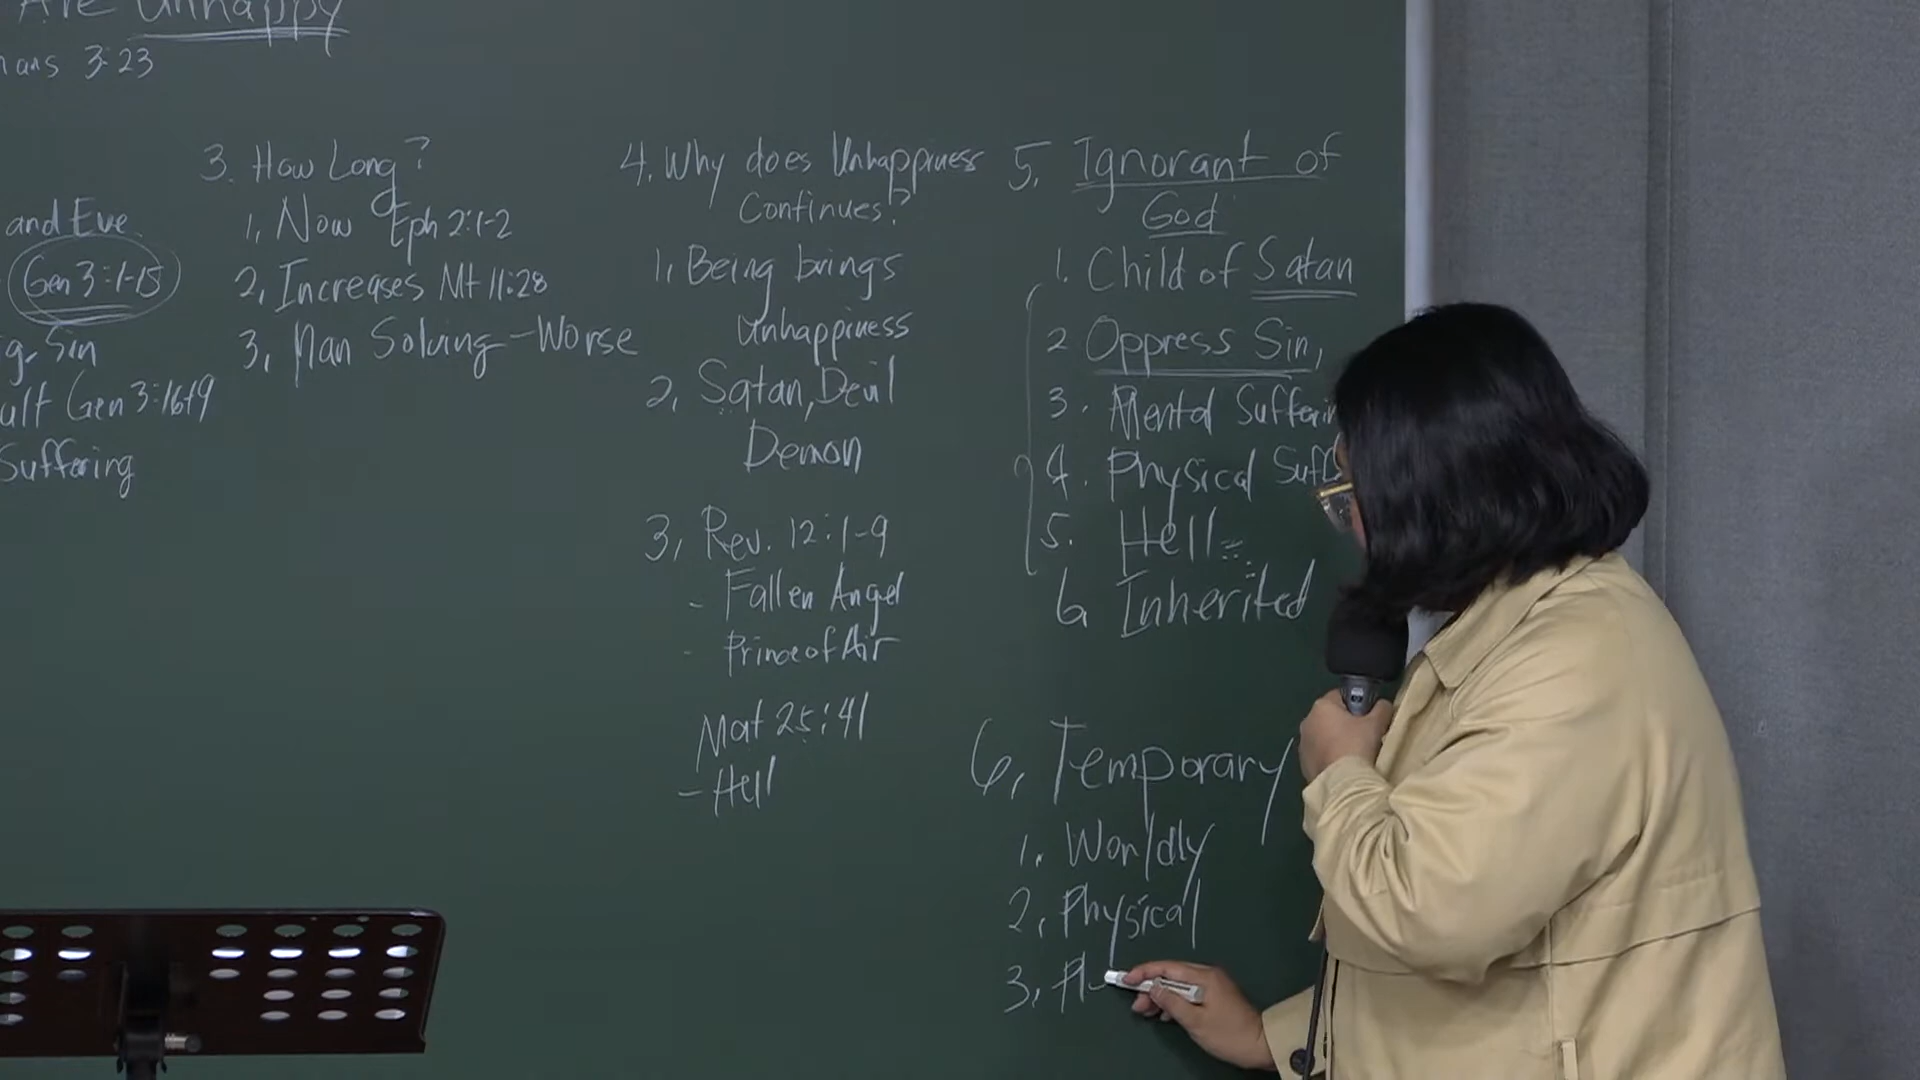 Are Unhappy
3:23
and Eve
Gen 3:1-15
Sin
Gen 3:16-19
Suffering
3. How Long?
1, Now Eph 2:1-2
2, Increases Mt 11:28
3, Man Solving - Worse
4. Why does Unhappiness
Continues?
1, Being brings
unhappiness
2, Satan, Devil
Demon
3, Rev. 12:1-9
- Fallen Angel
- Prince of Air
Mat 25:41
- Hell
5. Ignorant of
God
1. Child of Satan
2 Oppress Sin,
3. Mental
4. Physical
5. Hell
6. Inherited
6, Temporary
1. Worldly
2, Physical
3,